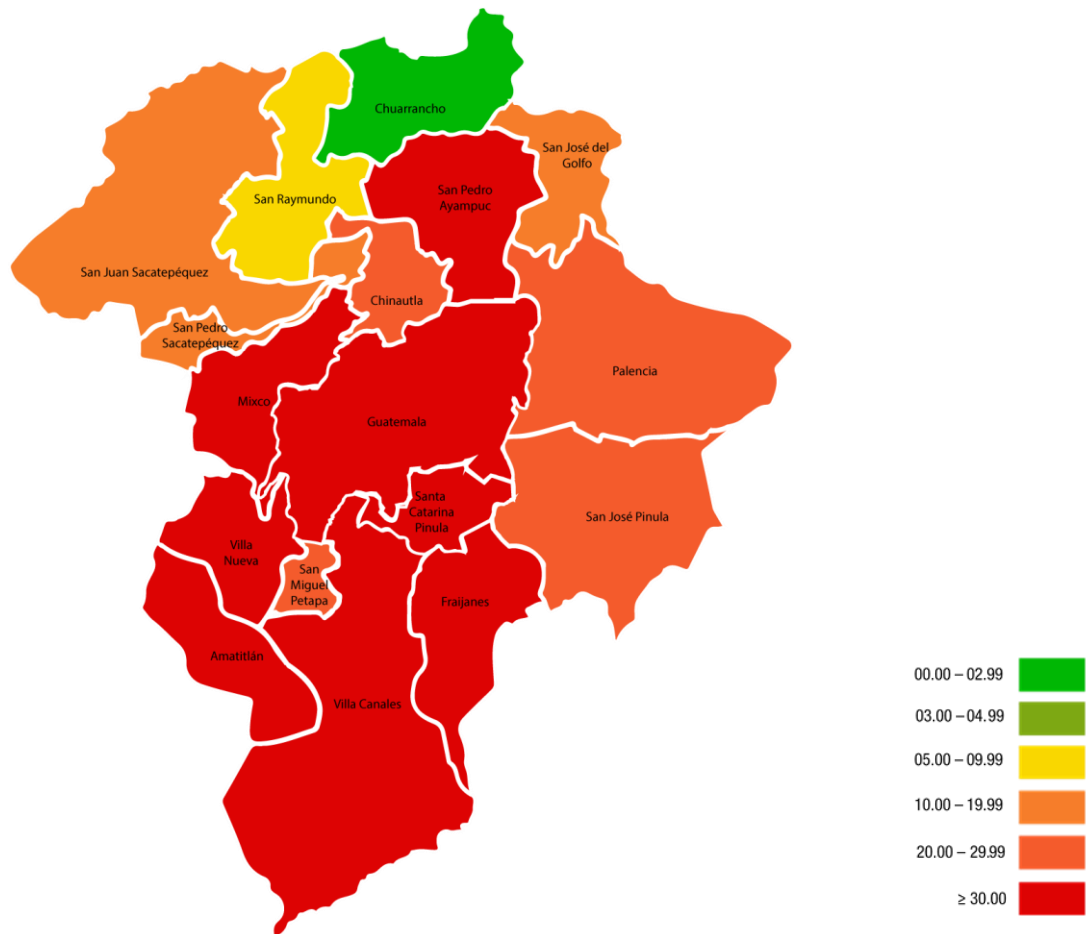 Chuarrancho
San José del
Golfo
San Pedro
Ayampuc
San Raymundo
San Juan Sacatepéquez
Chinautla
San Pedro
Sacatepéquez
Palencia
Mixco
Guatemala
Santa
Catarina
Pinula
San José Pinula
Villa
Nueva
San
Miguel
Petapa
Fraijanes
Amatitlán
Villa Canales
00.00 – 02.99
03.00 – 04.99
05.00 – 09.99
10.00 – 19.99
20.00 – 29.99
≥ 30.00